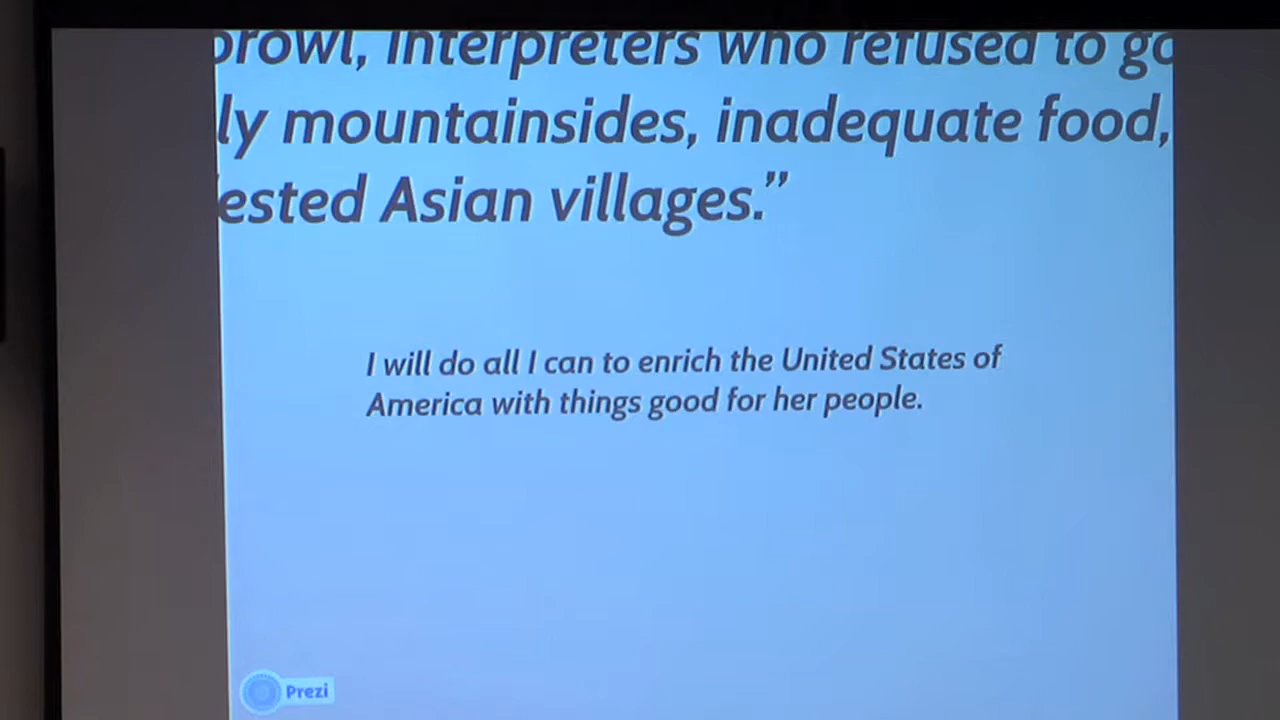 prowl, interpreters who refused to go
ly mountainsides, inadequate food,
ested Asian villages.”
I will do all I can to enrich the United States of
America with things good for her people.
Prezi